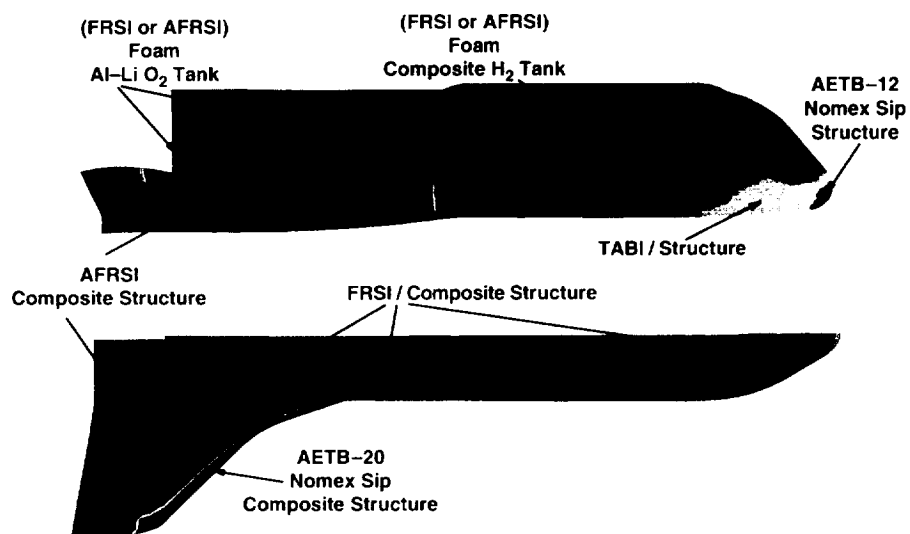 (FRSI or AFRSI)
Foam
Al–Li O₂ Tank
(FRSI or AFRSI)
Foam
Composite H₂ Tank
AETB–12
Nomex Sip
Structure
TABI / Structure
AFRSI
Composite Structure
FRSI / Composite Structure
AETB–20
Nomex Sip
Composite Structure